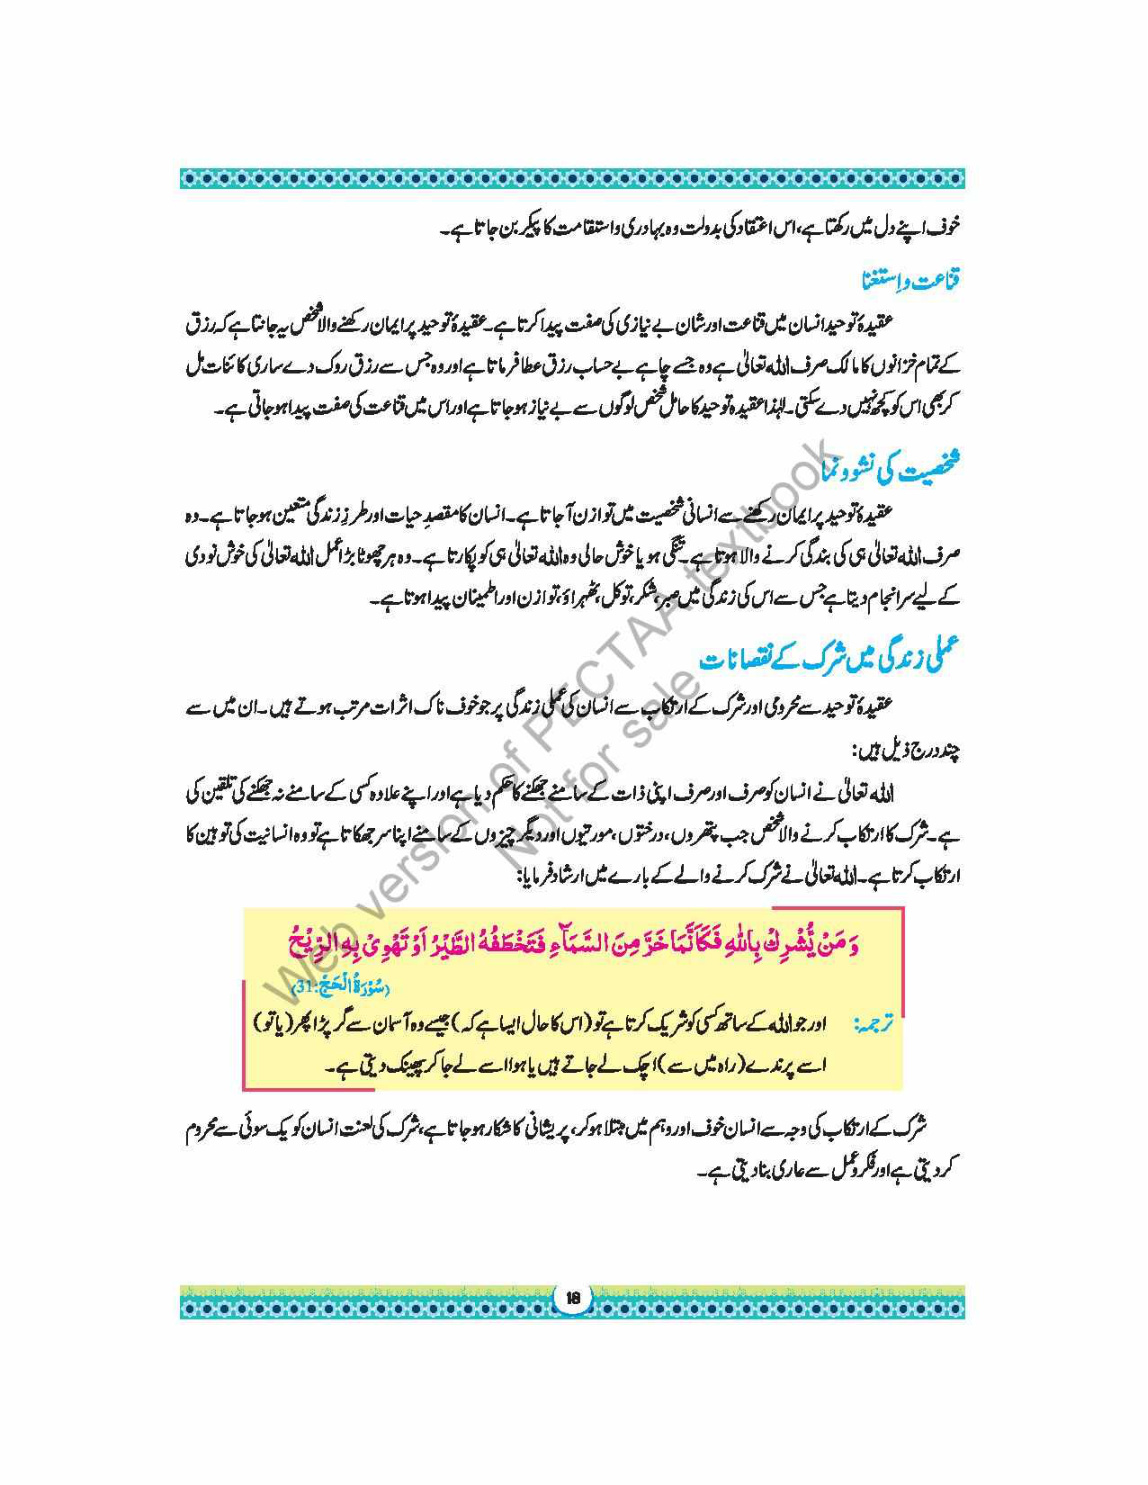 خوف اپنے دل میں رکھتا ہے، اس اعتقاد کی بدولت وہ بہادری و استقامت کا پیکر بن جاتا ہے۔
قناعت و اِستغنا
عقیدۂ توحید انسان میں قناعت اور شان بے نیازی کی صفت پیدا کرتا ہے۔ عقیدۂ توحید پر ایمان رکھنے والا شخص یہ جانتا ہے کہ رزق
کے تمام خزانوں کا مالک صرف اللہ تعالیٰ ہے وہ جسے چاہے بے حساب رزق عطا فرماتا ہے اور وہ جس سے رزق روک دے ساری کائنات مل
کر بھی اس کو کچھ نہیں دے سکتی۔ لہٰذا عقیدہ توحید کا حامل شخص لوگوں سے بے نیاز ہو جاتا ہے اور اس میں قناعت کی صفت پیدا ہو جاتی ہے۔
شخصیت کی نشوونما
عقیدۂ توحید پر ایمان رکھنے سے انسانی شخصیت میں توازن آ جاتا ہے۔ انسان کا مقصدِ حیات اور طرزِ زندگی متعین ہو جاتا ہے۔ وہ
صرف اللہ تعالیٰ ہی کی بندگی کرنے والا ہوتا ہے۔ تنگی ہو یا خوش حالی وہ اللہ تعالیٰ ہی کو پکارتا ہے۔ وہ ہر چھوٹا بڑا عمل اللہ تعالیٰ کی خوش نودی
کے لیے سرانجام دیتا ہے جس سے اس کی زندگی میں صبر، شکر، توکل، ٹھہراؤ، توازن اور اطمینان پیدا ہوتا ہے۔
عملی زندگی میں شرک کے نقصانات
عقیدۂ توحید سے محرومی اور شرک کے ارتکاب سے انسان کی عملی زندگی پر جو خوف ناک اثرات مرتب ہوتے ہیں۔ ان میں سے
چند درج ذیل ہیں:
اللہ تعالیٰ نے انسان کو صرف اور صرف اپنی ذات کے سامنے جھکنے کا حکم دیا ہے اور اپنے علاوہ کسی کے سامنے نہ جھکنے کی تلقین کی
ہے۔ شرک کا ارتکاب کرنے والا شخص جب پتھروں، درختوں، مورتیوں اور دیگر چیزوں کے سامنے اپنا سر جھکاتا ہے تو وہ انسانیت کی توہین کا
ارتکاب کرتا ہے۔ اللہ تعالیٰ نے شرک کرنے والے کے بارے میں ارشاد فرمایا:
وَ مَنْ یُّشْرِكْ بِاللّٰهِ فَكَاَنَّمَا خَرَّ مِنَ السَّمَآءِ فَتَخْطَفُهُ الطَّیْرُ اَوْ تَهْوِیْ بِهِ الرِّیْحُ
(سُوْرَةُ الْحَجِّ:31)
ترجمہ: اور جو اللہ کے ساتھ کسی کو شریک کرتا ہے تو (اس کا حال ایسا ہے کہ) جیسے وہ آسمان سے گر پڑا پھر (یا تو)
اسے پرندے (راہ میں سے) اچک لے جاتے ہیں یا ہوا اسے لے جا کر پھینک دیتی ہے۔
شرک کے ارتکاب کی وجہ سے انسان خوف اور وہم میں مبتلا ہو کر، پریشانی کا شکار ہو جاتا ہے، شرک کی لعنت انسان کو یک سوئی سے محروم
کر دیتی ہے اور فکر و عمل سے عاری بنا دیتی ہے۔
18
Web version of PECTAA textbook
Not for sale